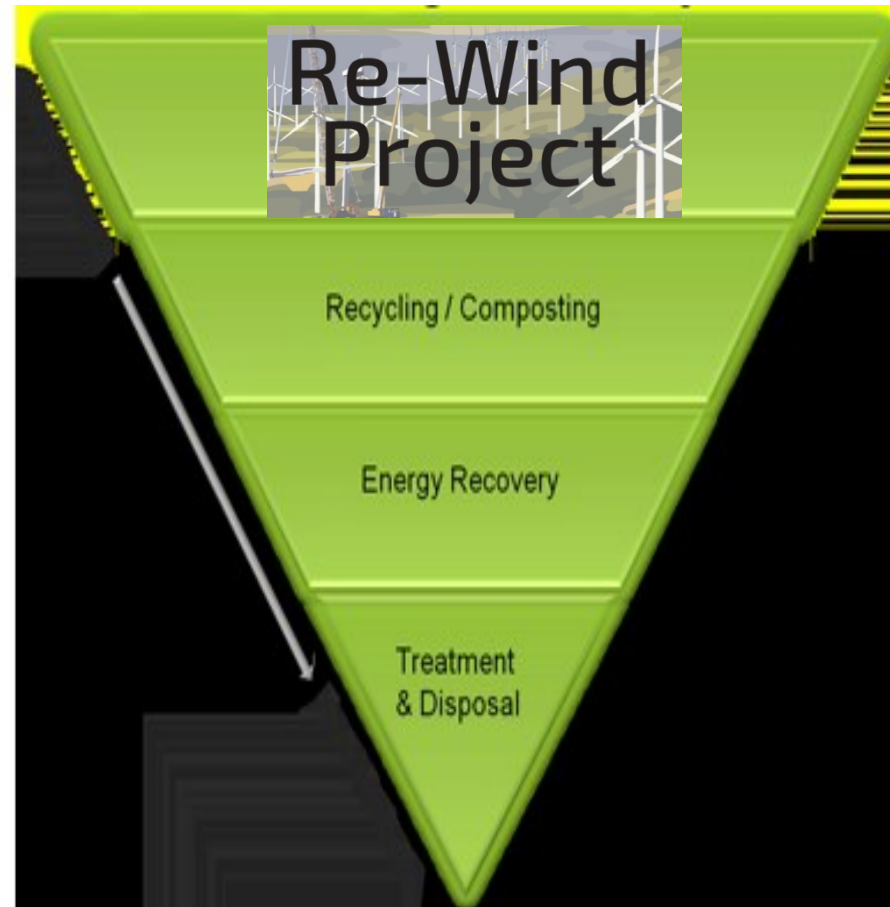 Re-Wind
Project
Recycling / Composting
Energy Recovery
Treatment
& Disposal